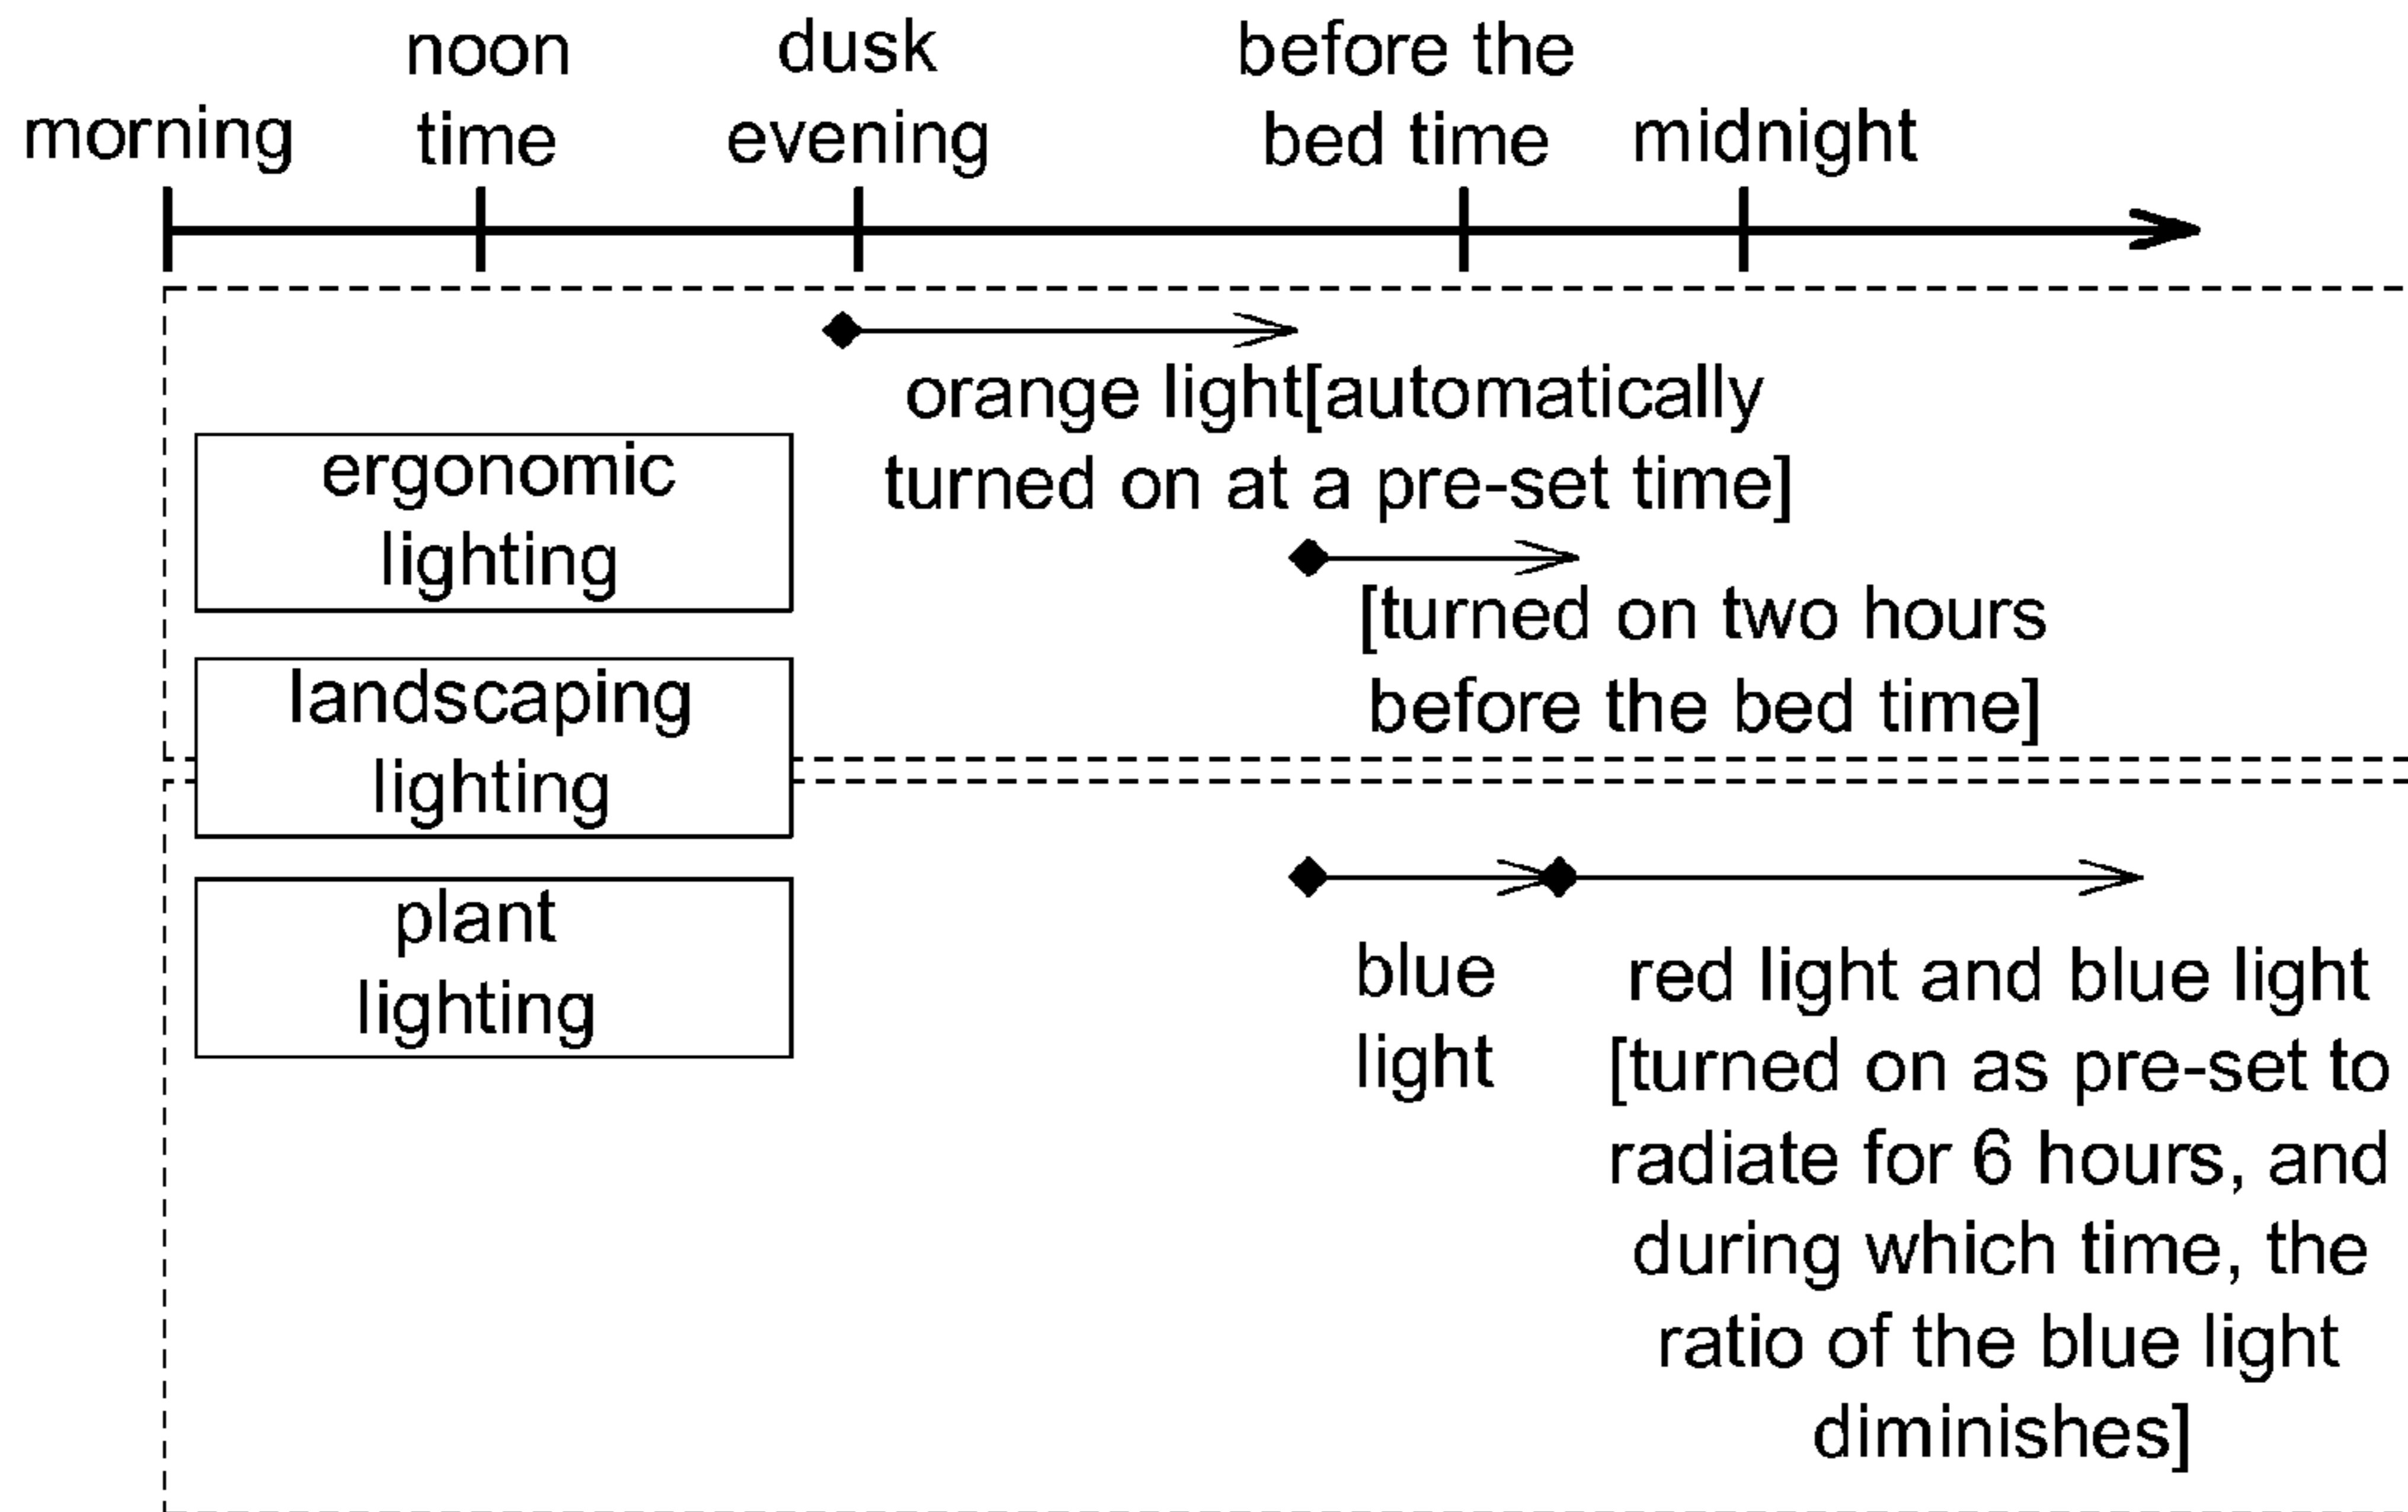 morning
noon
time
dusk
evening
before the
bed time
midnight
orange light[automatically
turned on at a pre-set time]
ergonomic
lighting
[turned on two hours
before the bed time]
landscaping
lighting
plant
lighting
blue
light
red light and blue light
[turned on as pre-set to
radiate for 6 hours, and
during which time, the
ratio of the blue light
diminishes]